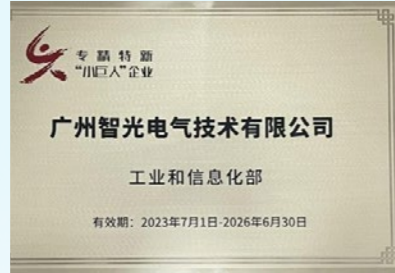 专精特新
“小巨人”企业
广州智光电气技术有限公司
工业和信息化部
有效期：2023年7月1日-2026年6月30日